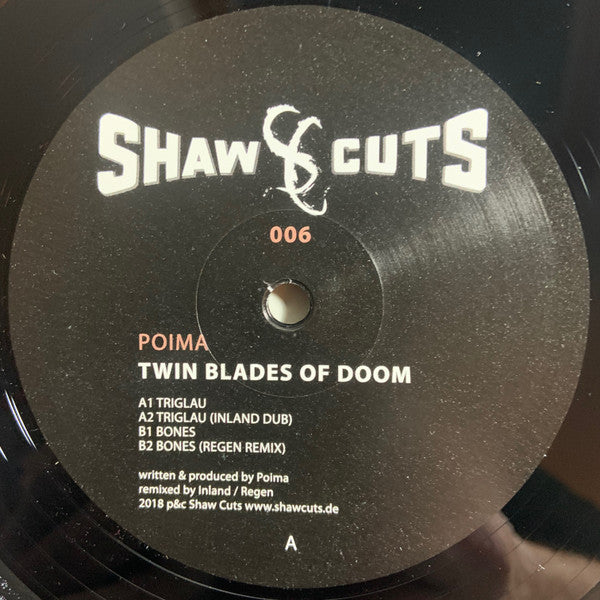 SHAW SC CUTS
006
POIMA
TWIN BLADES OF DOOM
A1 TRIGLAU
A2 TRIGLAU (INLAND DUB)
B1 BONES
B2 BONES (REGEN REMIX)
written & produced by Poima
remixed by Inland / Regen
2018 p&c Shaw Cuts www.shawcuts.de
A